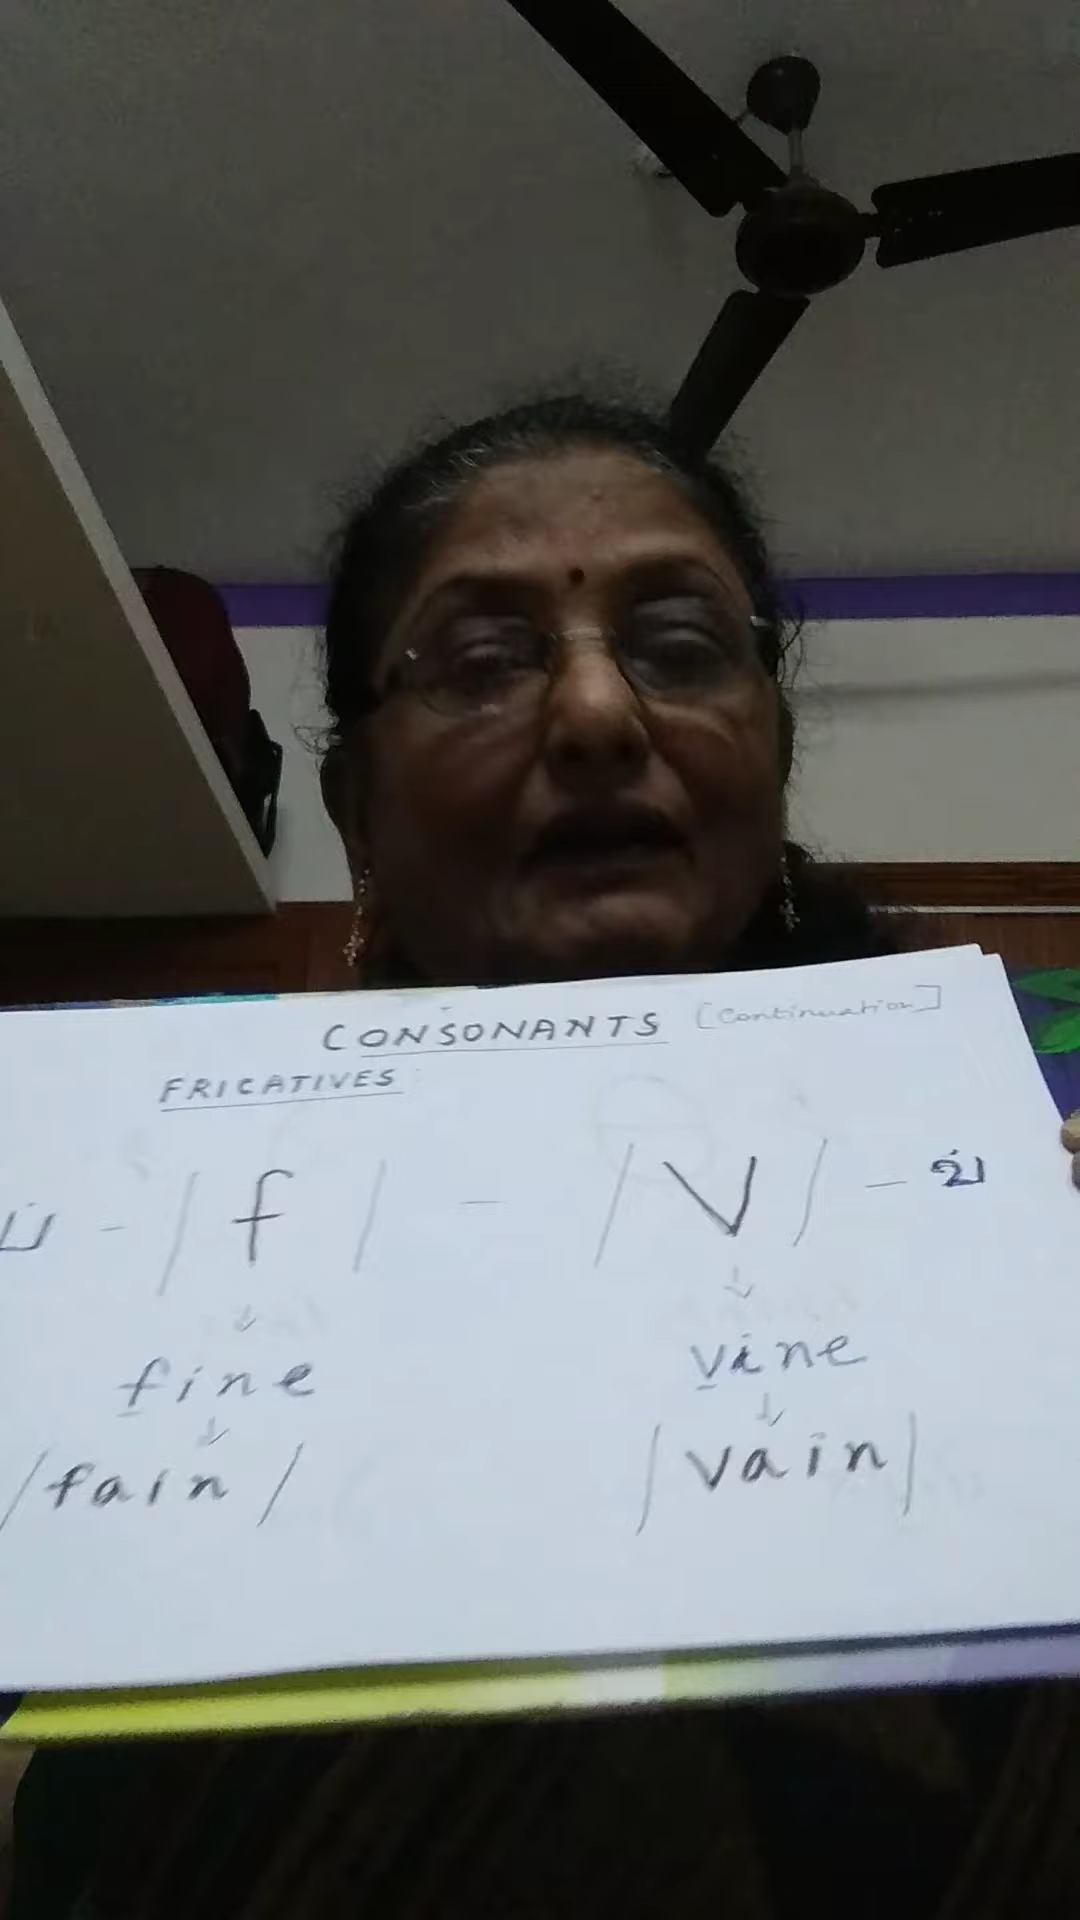 CONSONANTS [Continuation]
FRICATIVES:
ப் - /f/ - /v/ - வ்
fine vine
/fain/ /vain/